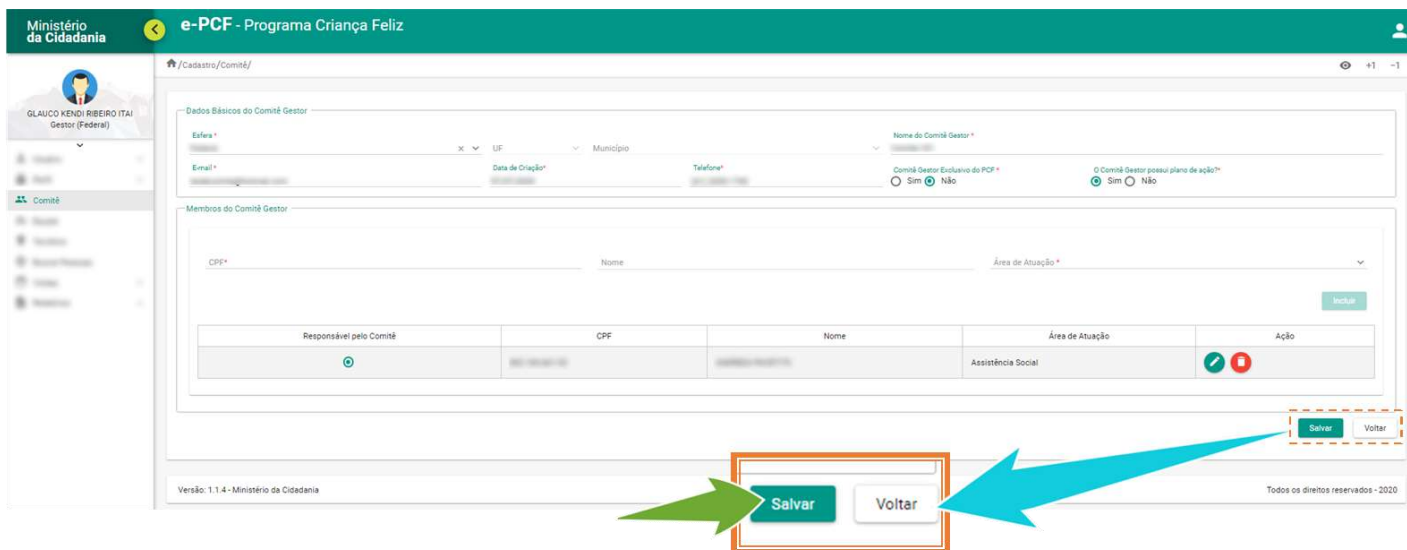 Ministério
da Cidadania
e-PCF - Programa Criança Feliz
/Cadastro/Comitê/
+1 -1
GLAUCO KENDI RIBEIRO ITAI
Gestor (Federal)
Comitê
Dados Básicos do Comitê Gestor
Esfera *
UF
Município
Nome do Comitê Gestor *
E-mail *
Data de Criação*
Telefone*
Comitê Gestor Exclusivo do PCF *
Sim Não
O Comitê Gestor possui plano de ação?*
Sim Não
Membros do Comitê Gestor
CPF*
Nome
Área de Atuação *
Incluir
Responsável pelo Comitê CPF Nome Área de Atuação Ação
Assistência Social
Salvar Voltar
Salvar Voltar
Versão: 1.1.4 - Ministério da Cidadania
Todos os direitos reservados - 2020